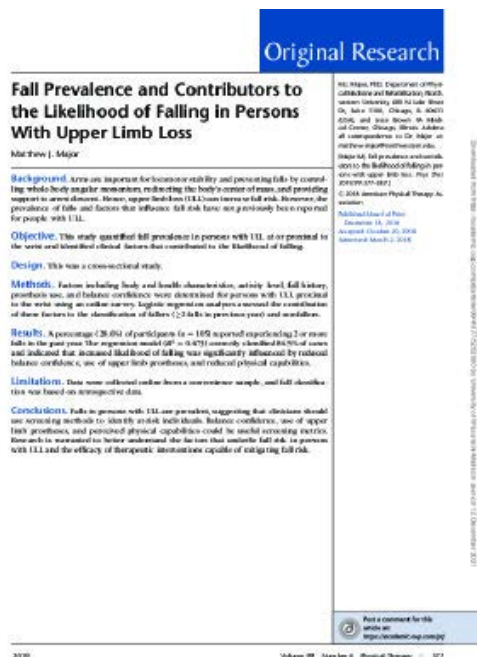 Original Research
Fall Prevalence and Contributors to
the Likelihood of Falling in Persons
With Upper Limb Loss
Matthew J. Major
Background. Arms are important for locomotor stability and preventing falls by control-
ling whole body angular momentum, redirecting the body's center of mass, and providing
support to arrest descent. Hence, upper limb loss (ULL) can increase fall risk. However, the
prevalence of falls and factors that influence fall risk have not previously been reported
for people with ULL.
Objective. This study quantified fall prevalence in persons with ULL at or proximal to
the wrist and identified clinical factors that contributed to the likelihood of falling.
Design. This was a cross-sectional study.
Methods. Factors including body and health characteristics, activity level, fall history,
prosthesis use, and balance confidence were determined for persons with ULL proximal
to the wrist using an online survey. Logistic regression analyses assessed the contribution
of these factors to the classification of fallers (≥2 falls in previous year) and nonfallers.
Results. A percentage (28.6%) of participants (n = 105) reported experiencing 2 or more
falls in the past year. The regression model (R² = 0.473) correctly classified
and indicated that increased likelihood of falling was significantly influenced by reduced
balance confidence, use of upper limb prostheses, and reduced physical capabilities.
Limitations. Data were collected online from a convenience sample, and fall classifica-
tion was based on retrospective data.
Conclusions. Falls in persons with ULL are prevalent, suggesting that clinicians should
use screening methods to identify at-risk individuals. Balance confidence, use of upper
limb prostheses, and perceived physical capabilities could be useful screening metrics.
Research is warranted to better understand the factors that underlie fall risk in persons
with ULL and the efficacy of therapeutic interventions capable of mitigating fall risk.
Post a comment for this
article at:
https://academic.oup.com/ptj